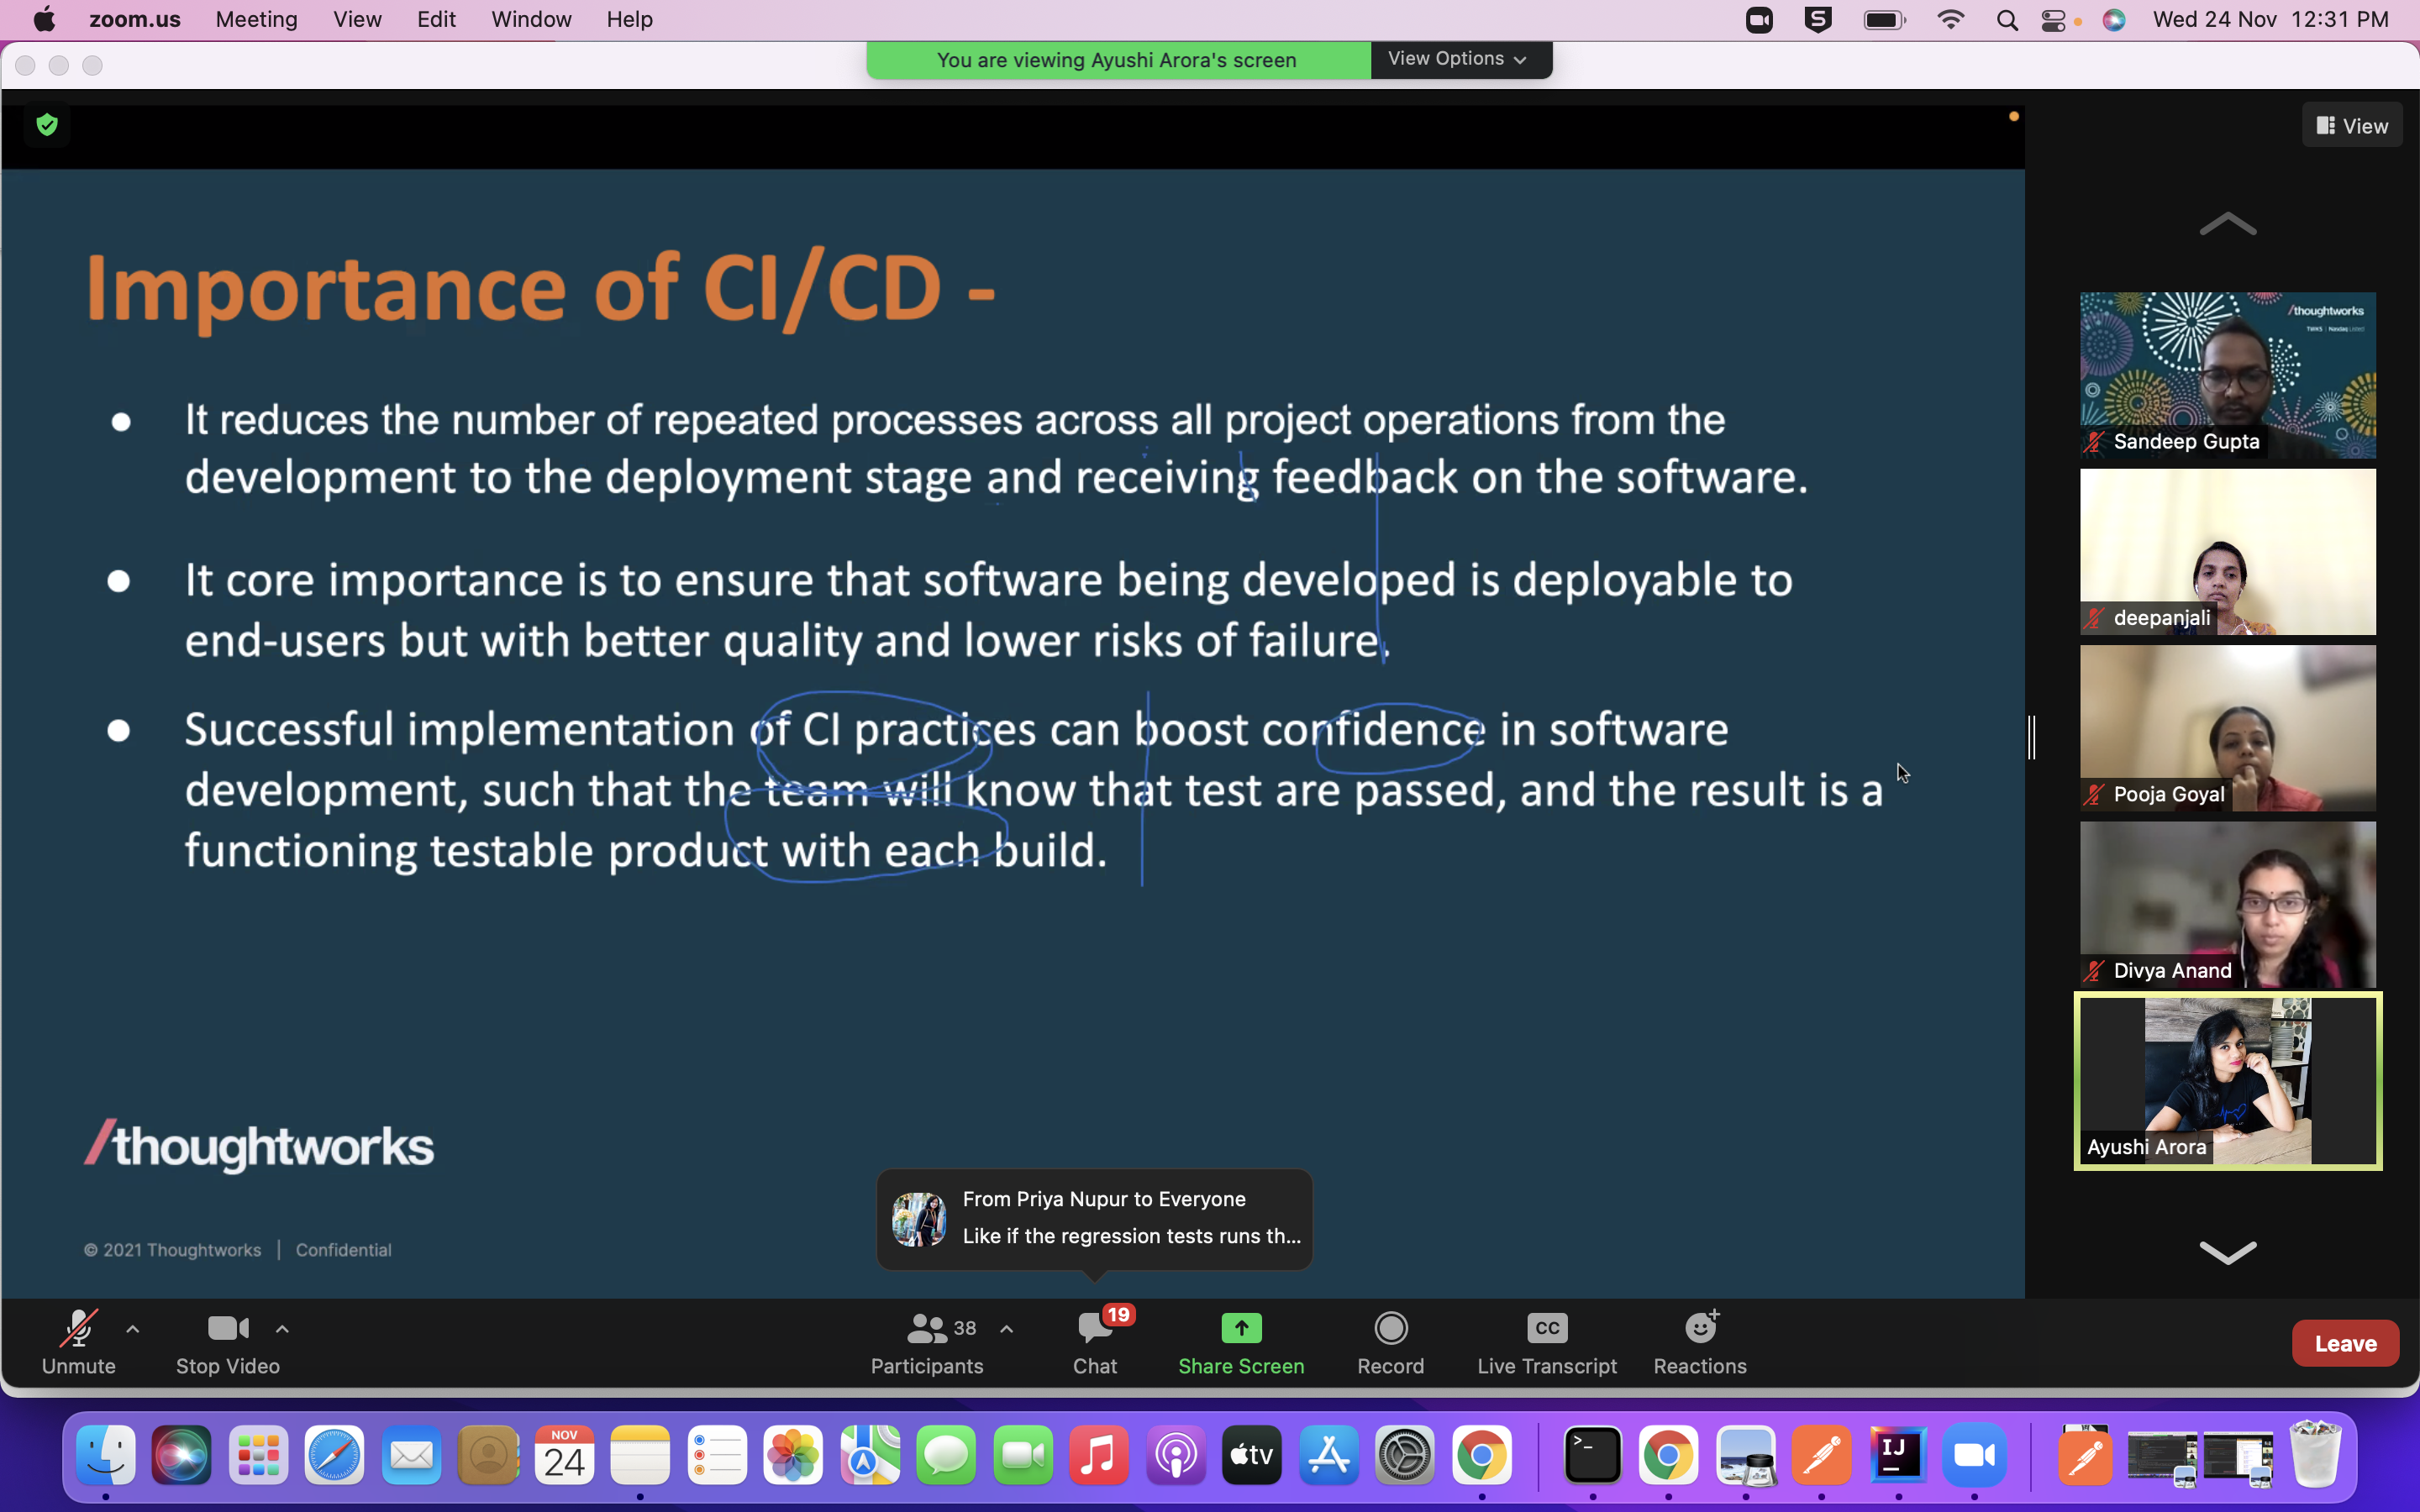 zoom.us Meeting View Edit Window Help
Wed 24 Nov 12:31 PM
You are viewing Ayushi Arora's screen
View Options
View
Importance of CI/CD -
It reduces the number of repeated processes across all project operations from the
development to the deployment stage and receiving feedback on the software.
It core importance is to ensure that software being developed is deployable to
end-users but with better quality and lower risks of failure.
Successful implementation of CI practises can boost confidence in software
development, such that the team will know that test are passed, and the result is a
functioning testable product with each build.
/thoughtworks
© 2021 Thoughtworks | Confidential
/thoughtworks
Sandeep Gupta
deepanjali
Pooja Goyal
Divya Anand
Ayushi Arora
From Priya Nupur to Everyone
Like if the regression tests runs th...
Unmute
Stop Video
38
Participants
19
Chat
Share Screen
Record
CC
Live Transcript
Reactions
Leave
NOV
24
tv
>_
IJ